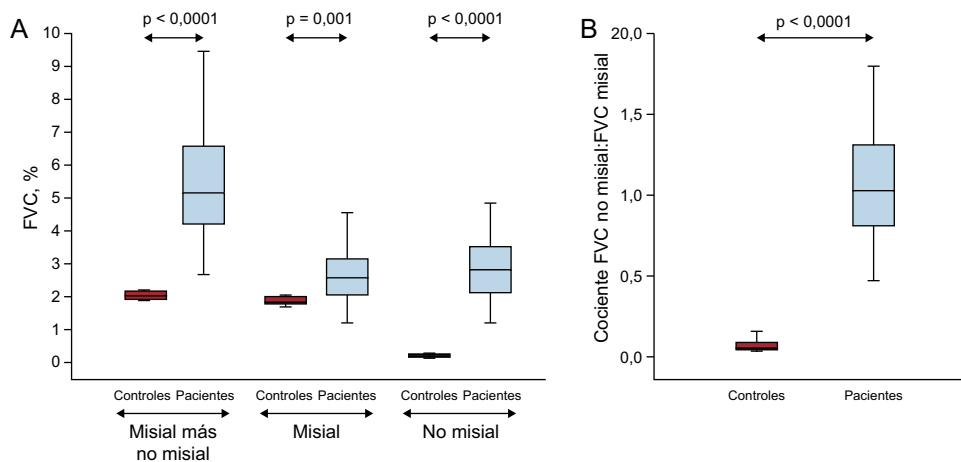 A
p < 0,0001
p = 0,001
p < 0,0001
FVC, %
10
9
8
7
6
5
4
3
2
1
0
Controles Pacientes
Controles Pacientes
Controles Pacientes
Misial más
no misial
Misial
No misial
B
p < 0,0001
Cociente FVC no misial:FVC misial
20,0
1,5
1,0
0,5
0,0
Controles
Pacientes